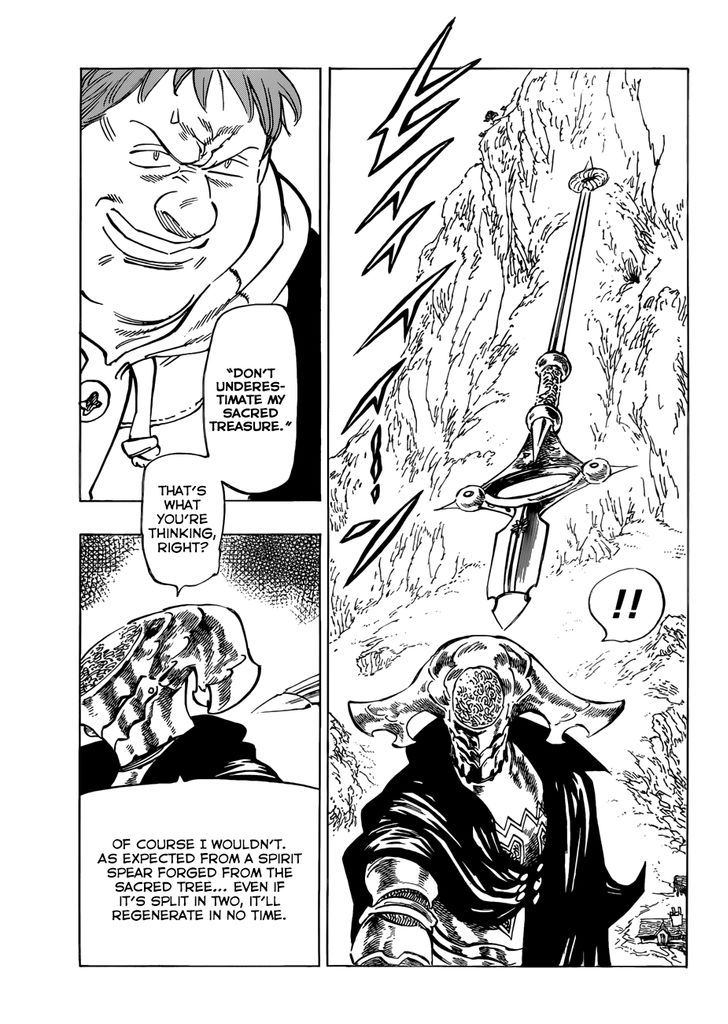 !!
"DON'T
UNDERES-
TIMATE MY
SACRED
TREASURE."
THAT'S
WHAT
YOU'RE
THINKING,
RIGHT?
OF COURSE I WOULDN'T.
AS EXPECTED FROM A SPIRIT
SPEAR FORGED FROM THE
SACRED TREE... EVEN IF
IT'S SPLIT IN TWO, IT'LL
REGENERATE IN NO TIME.